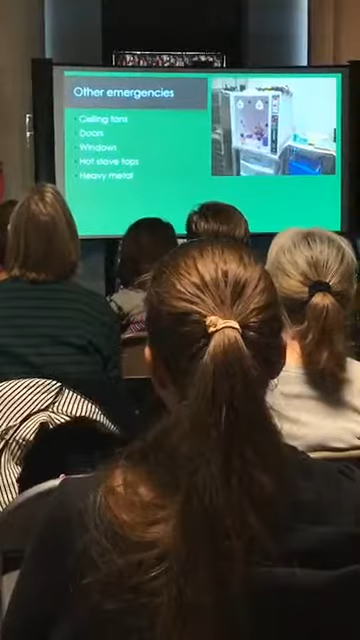 Other emergencies
Ceiling fans
Doors
Windows
Hot stove tops
Heavy metal